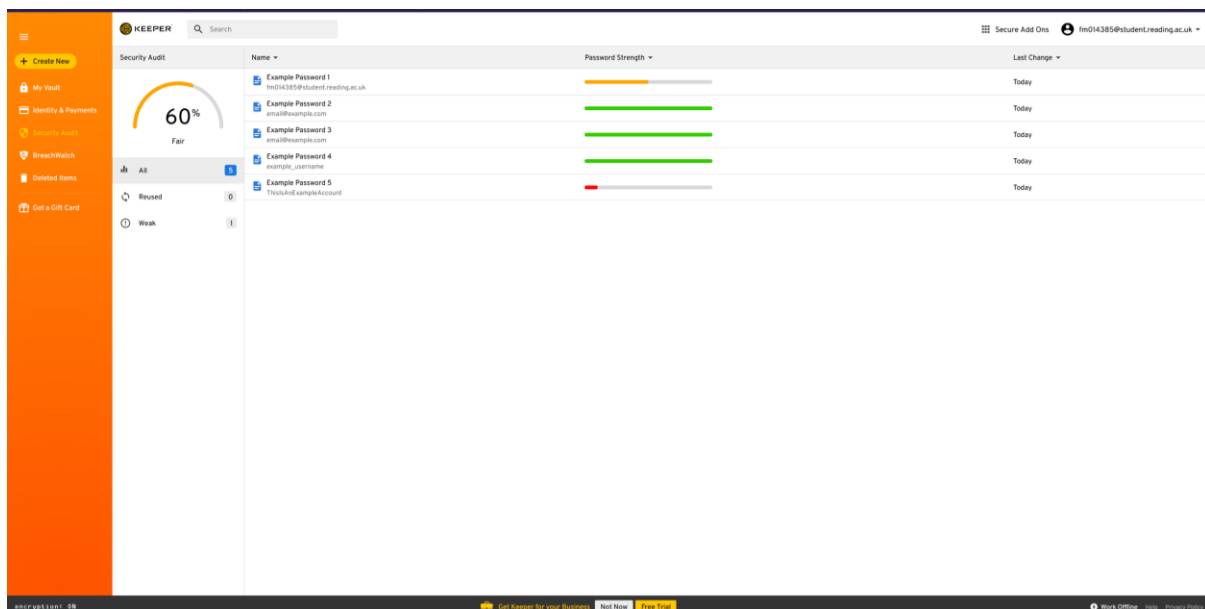 KEEPER
Search
Secure Add Ons
fm014385@student.reading.ac.uk
Create New
My Vault
Identity & Payments
Security Audit
BreachWatch
Deleted Items
Get a Gift Card
Security Audit
60%
Fair
All 5
Reused 0
Weak 1
Name Password Strength Last Change
Example Password 1 Today
fm014385@student.reading.ac.uk
Example Password 2 Today
email@example.com
Example Password 3 Today
email@example.com
Example Password 4 Today
example_username
Example Password 5 Today
ThisIsAnExampleAccount
encryption: ON
Get Keeper for your Business Not Now Free Trial
Work Offline Help Privacy Policy